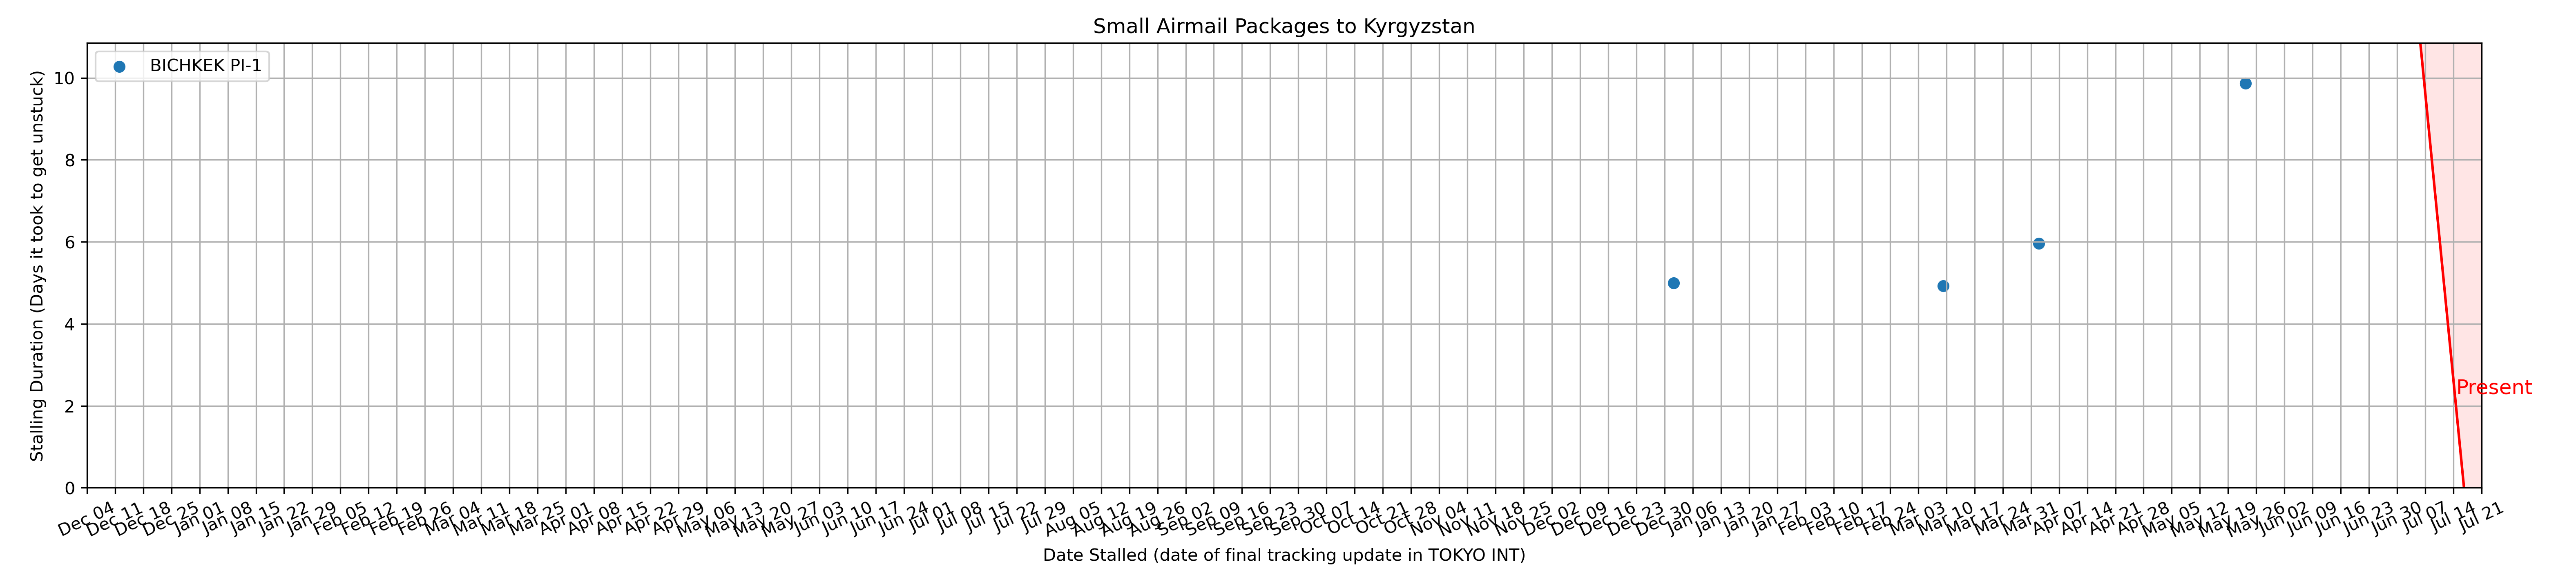 Small Airmail Packages to Kyrgyzstan
BICHKEK PI-1
Stalling Duration (Days it took to get unstuck)
10
8
6
4
2
0
Present
Dec 04 Dec 11 Dec 18 Dec 25 Jan 01 Jan 08 Jan 15 Jan 22 Jan 29 Feb 05 Feb 12 Feb 19 Feb 26 Mar 04 Mar 11 Mar 18 Mar 25 Apr 01 Apr 08 Apr 15 Apr 22 Apr 29 May 06 May 13 May 20 May 27 Jun 03 Jun 10 Jun 17 Jun 24 Jul 01 Jul 08 Jul 15 Jul 22 Jul 29 Aug 05 Aug 12 Aug 19 Aug 26 Sep 02 Sep 09 Sep 16 Sep 23 Sep 30 Oct 07 Oct 14 Oct 21 Oct 28 Nov 04 Nov 11 Nov 18 Nov 25 Dec 02 Dec 09 Dec 16 Dec 23 Dec 30 Jan 06 Jan 13 Jan 20 Jan 27 Feb 03 Feb 10 Feb 17 Feb 24 Mar 03 Mar 10 Mar 17 Mar 24 Mar 31 Apr 07 Apr 14 Apr 21 Apr 28 May 05 May 12 May 19 May 26 Jun 02 Jun 09 Jun 16 Jun 23 Jun 30 Jul 07 Jul 14 Jul 21
Date Stalled (date of final tracking update in TOKYO INT)